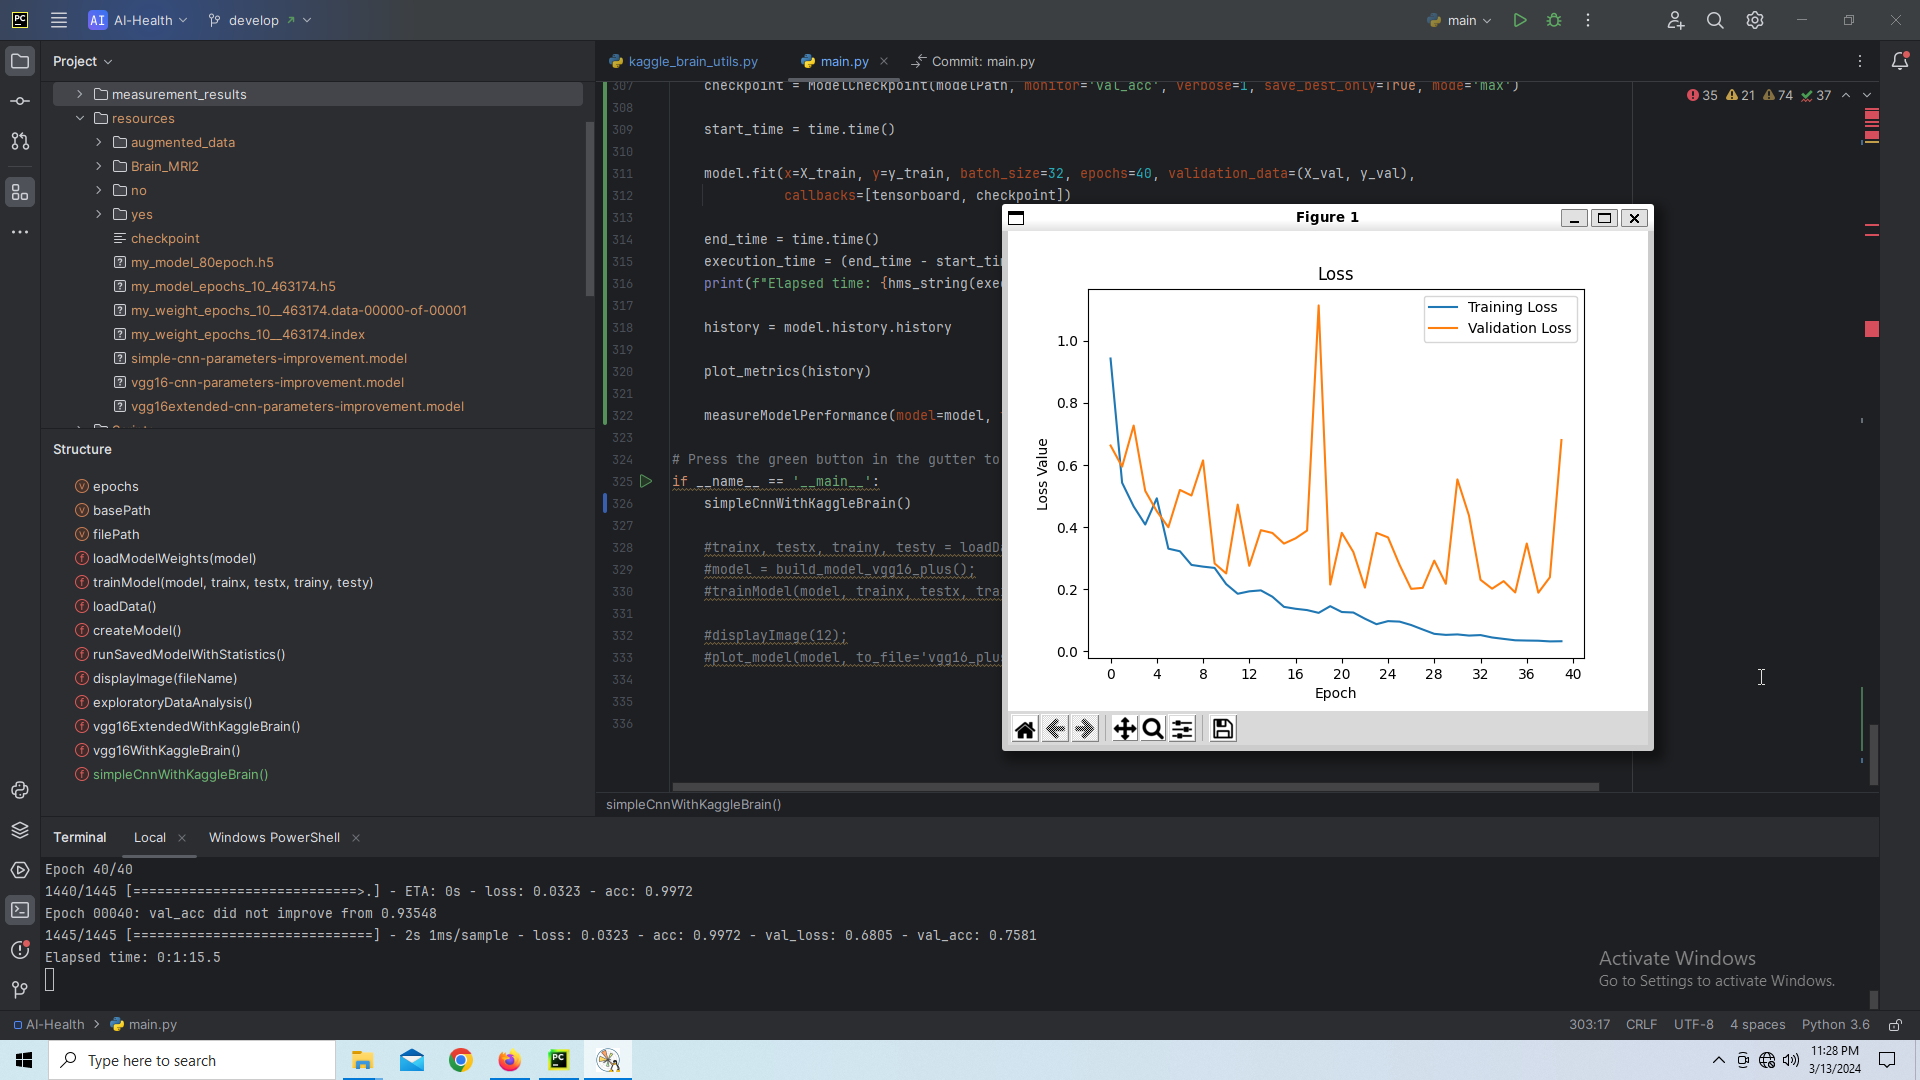 PC
AI AI-Health develop main
Project
kaggle_brain_utils.py main.py Commit: main.py
measurement_results
resources
augmented_data
Brain_MRI2
no
yes
checkpoint
my_model_80epoch.h5
my_model_epochs_10_463174.h5
my_weight_epochs_10__463174.data-00000-of-00001
my_weight_epochs_10__463174.index
simple-cnn-parameters-improvement.model
vgg16-cnn-parameters-improvement.model
vgg16extended-cnn-parameters-improvement.model
Structure
epochs
basePath
filePath
loadModelWeights(model)
trainModel(model, trainx, testx, trainy, testy)
loadData()
createModel()
runSavedModelWithStatistics()
displayImage(fileName)
exploratoryDataAnalysis()
vgg16ExtendedWithKaggleBrain()
vgg16WithKaggleBrain()
simpleCnnWithKaggleBrain()
35 21 74 37
307 checkpoint = ModelCheckpoint(modelPath, monitor='val_acc', verbose=1, save_best_only=True, mode='max')
308
309 start_time = time.time()
310
311 model.fit(x=X_train, y=y_train, batch_size=32, epochs=40, validation_data=(X_val, y_val),
312 callbacks=[tensorboard, checkpoint])
313
314 end_time = time.time()
315 execution_time = (end_time - start_ti
316 print(f"Elapsed time: {hms_string(exe
317
318 history = model.history.history
319
320 plot_metrics(history)
321
322 measureModelPerformance(model=model,
323
324 # Press the green button in the gutter to
325 if __name__ == '__main__':
326 simpleCnnWithKaggleBrain()
327
328 #trainx, testx, trainy, testy = loadD
329 #model = build_model_vgg16_plus();
330 #trainModel(model, trainx, testx, tra
331
332 #displayImage(12);
333 #plot_model(model, to_file='vgg16_plu
334
335
336
simpleCnnWithKaggleBrain()
Figure 1
Loss
Training Loss
Validation Loss
1.0
0.8
0.6
0.4
0.2
0.0
Loss Value
0 4 8 12 16 20 24 28 32 36 40
Epoch
Terminal Local Windows PowerShell
Epoch 40/40
1440/1445 [============================>.] - ETA: 0s - loss: 0.0323 - acc: 0.9972
Epoch 00040: val_acc did not improve from 0.93548
1445/1445 [==============================] - 2s 1ms/sample - loss: 0.0323 - acc: 0.9972 - val_loss: 0.6805 - val_acc: 0.7581
Elapsed time: 0:1:15.5
Activate Windows
Go to Settings to activate Windows.
AI-Health main.py 303:17 CRLF UTF-8 4 spaces Python 3.6
Type here to search
PC
11:28 PM
3/13/2024